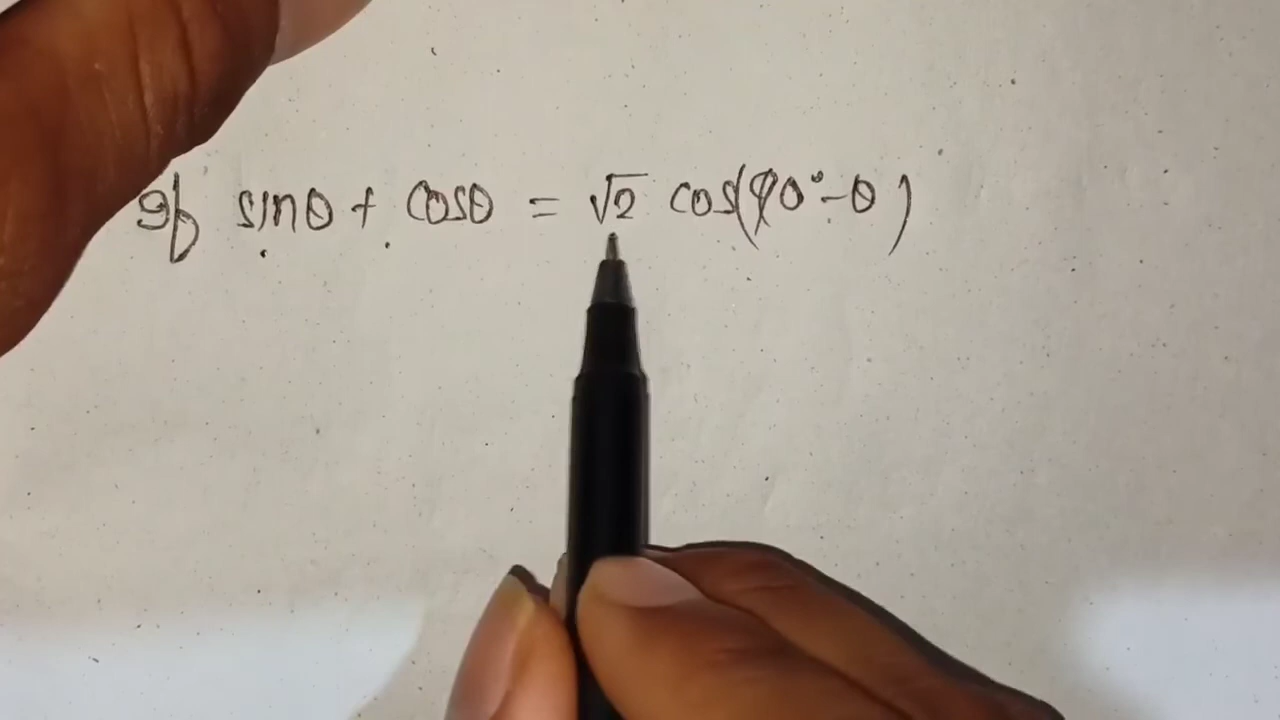 If sinθ + cosθ = √2 cos(90°-θ)